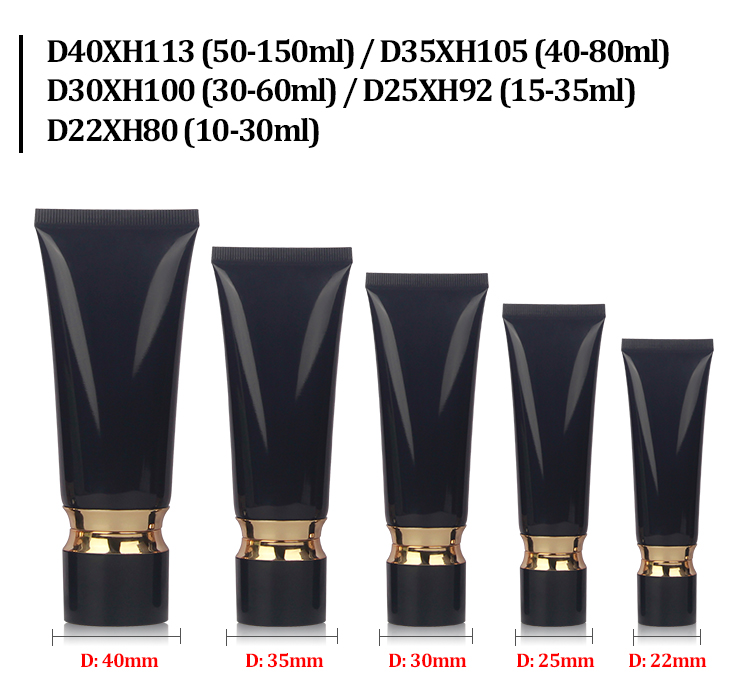 D40XH113 (50-150ml) / D35XH105 (40-80ml)
D30XH100 (30-60ml) / D25XH92 (15-35ml)
D22XH80 (10-30ml)
D: 40mm D: 35mm D: 30mm D: 25mm D: 22mm